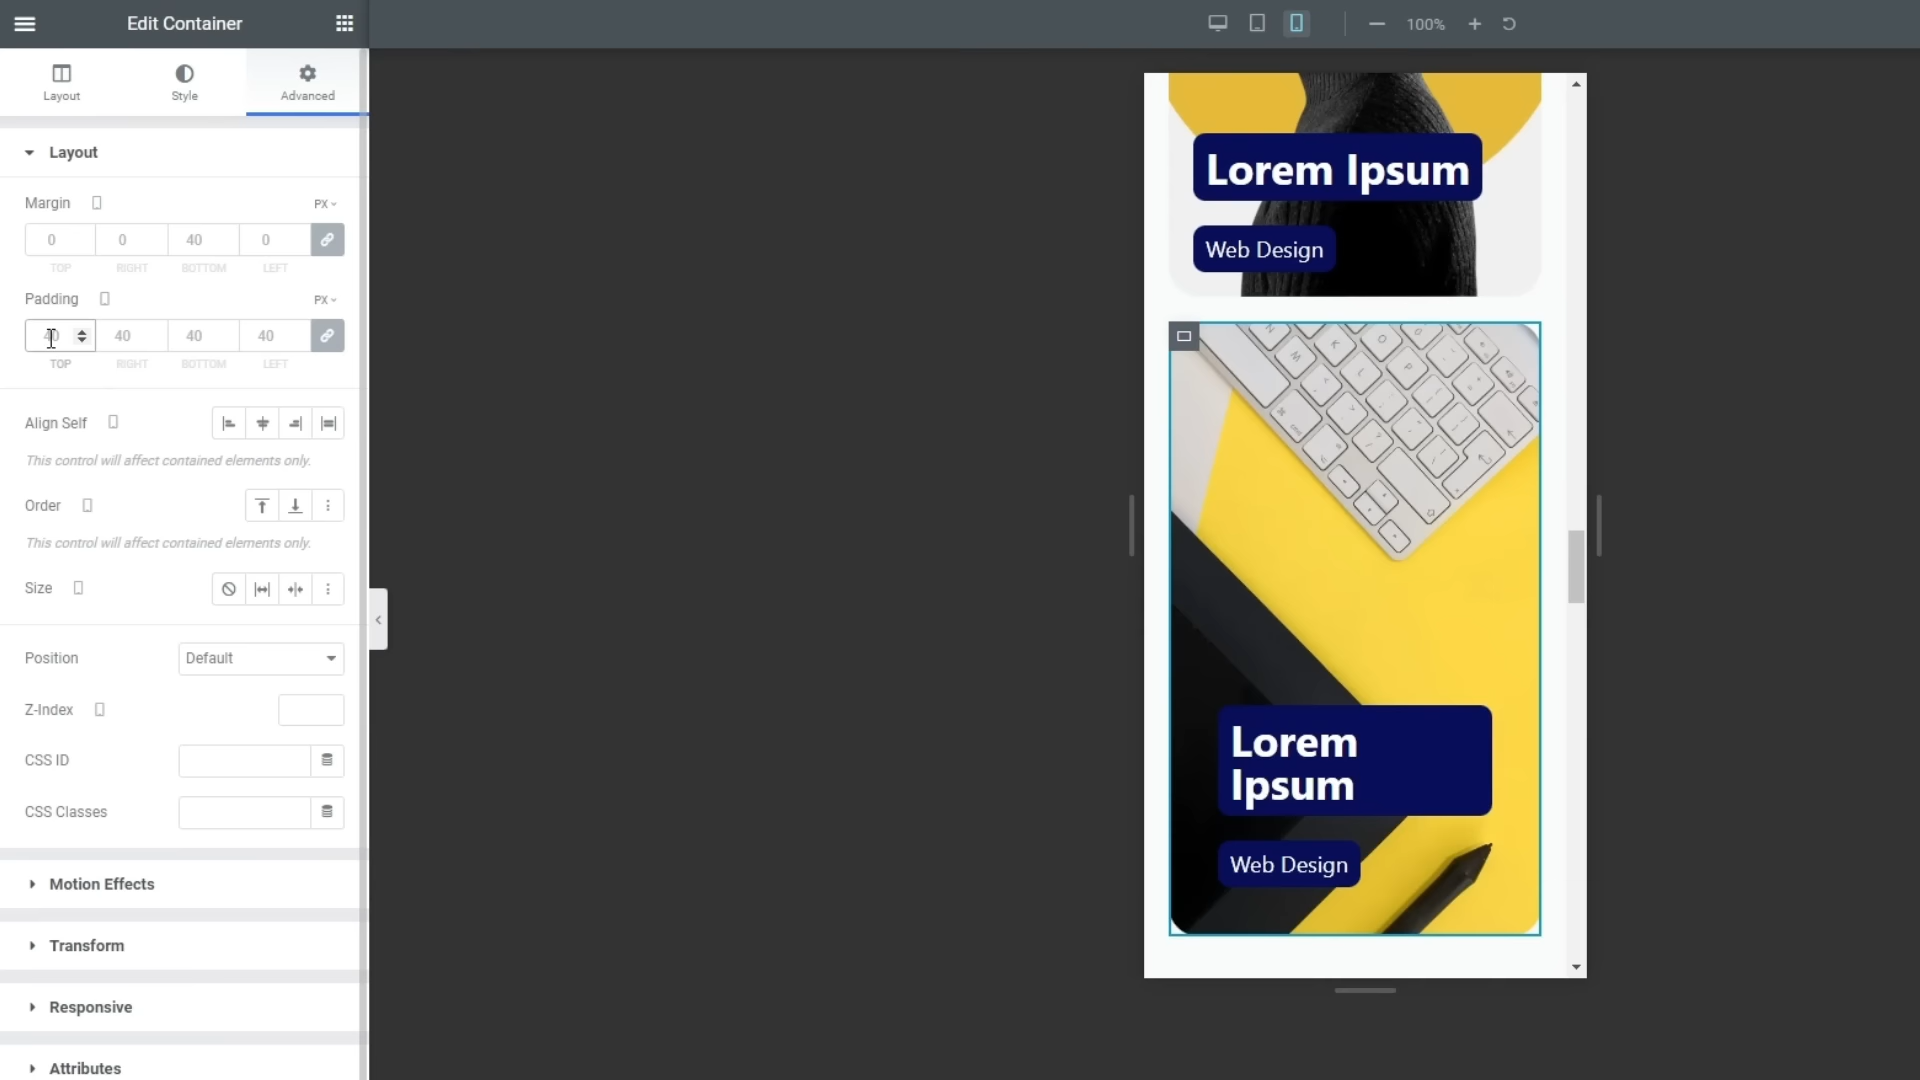 Edit Container
100%
Layout
Style
Advanced
Layout
Margin
PX
0
0
40
0
TOP
RIGHT
BOTTOM
LEFT
Padding
PX
40
40
40
TOP
RIGHT
BOTTOM
LEFT
Align Self
This control will affect contained elements only.
Order
This control will affect contained elements only.
Size
Position
Default
Z-Index
CSS ID
CSS Classes
Motion Effects
Transform
Responsive
Attributes
Lorem Ipsum
Web Design
Lorem
Ipsum
Web Design